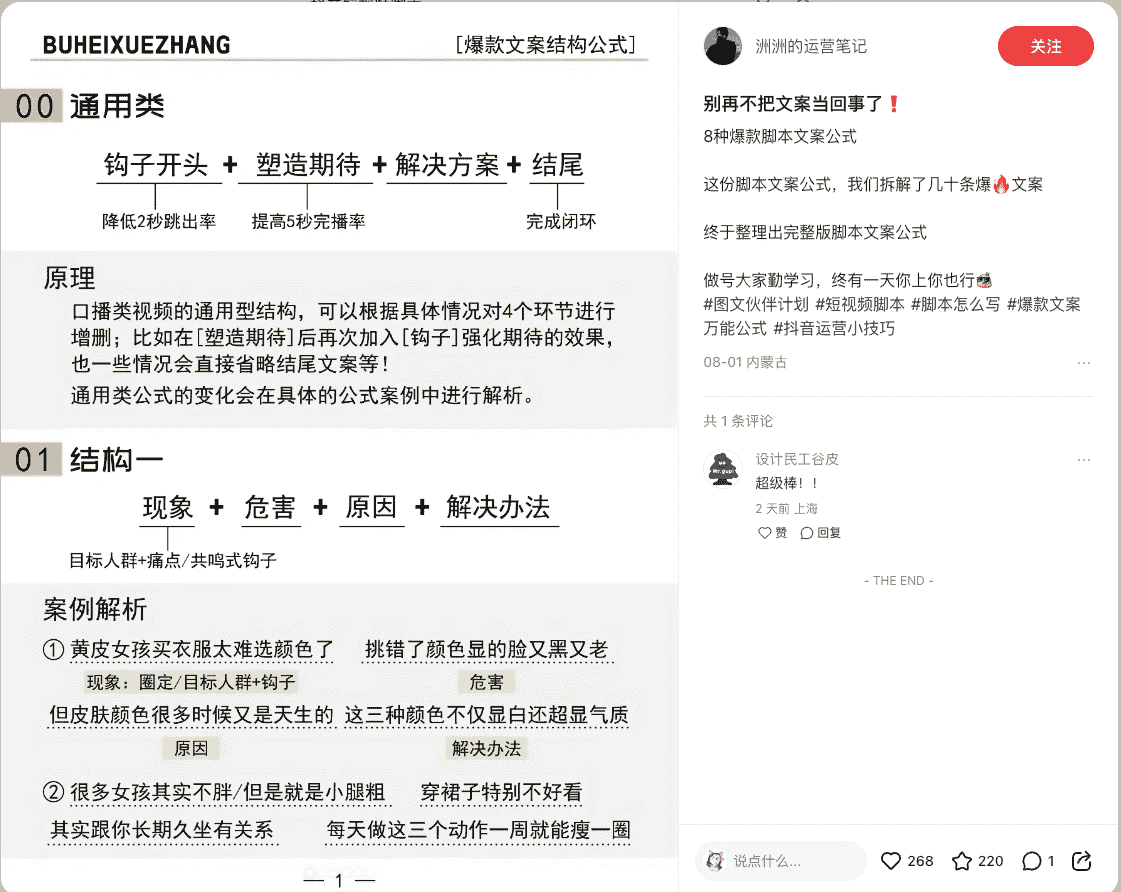 BUHEIXUEZHANG
[爆款文案结构公式]
00 通用类
钩子开头 + 塑造期待 + 解决方案 + 结尾
降低2秒跳出率 提高5秒完播率 完成闭环
原理
口播类视频的通用型结构，可以根据具体情况对4个环节进行
增删；比如在[塑造期待]后再次加入[钩子]强化期待的效果，
也一些情况会直接省略结尾文案等！
通用类公式的变化会在具体的公式案例中进行解析。
01 结构一
现象 + 危害 + 原因 + 解决办法
目标人群+痛点/共鸣式钩子
案例解析
① 黄皮女孩买衣服太难选颜色了 挑错了颜色显的脸又黑又老
现象：圈定/目标人群+钩子 危害
但皮肤颜色很多时候又是天生的 这三种颜色不仅显白还超显气质
原因 解决办法
② 很多女孩其实不胖/但是就是小腿粗 穿裙子特别不好看
其实跟你长期久坐有关系 每天做这三个动作一周就能瘦一圈
— 1 —
洲洲的运营笔记
关注
别再不把文案当回事了❗
8种爆款脚本文案公式
这份脚本文案公式，我们拆解了几十条爆🔥文案
终于整理出完整版脚本文案公式
做号大家勤学习，终有一天你上你也行
#图文伙伴计划 #短视频脚本 #脚本怎么写 #爆款文案
万能公式 #抖音运营小技巧
08-01 内蒙古
共 1 条评论
设计民工谷皮
超级棒！！
2 天前 上海
赞 回复
- THE END -
说点什么...
268 220 1